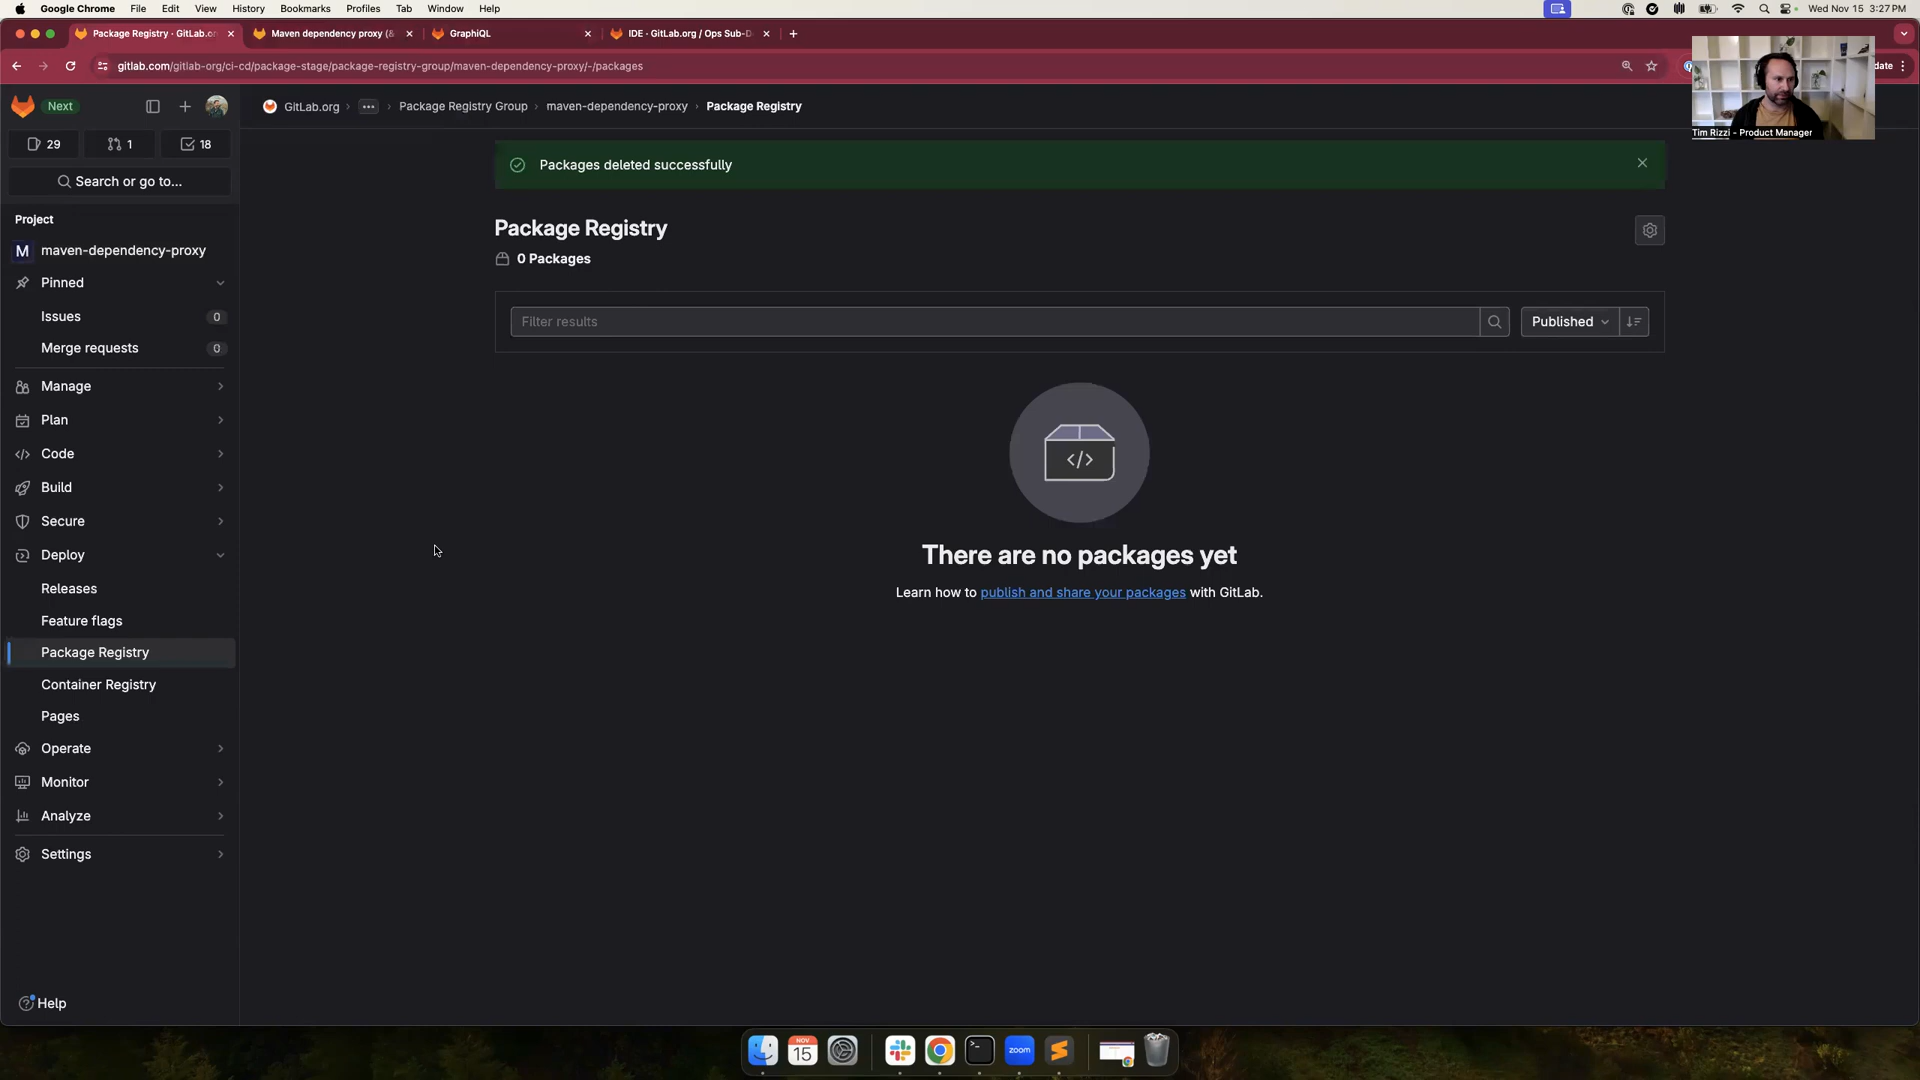 Google Chrome File Edit View History Bookmarks Profiles Tab Window Help
Wed Nov 15 3:27 PM
Package Registry · GitLab.o
Maven dependency proxy (&
GraphiQL
IDE · GitLab.org / Ops Sub-D
gitlab.com/gitlab-org/ci-cd/package-stage/package-registry-group/maven-dependency-proxy/-/packages
date
Tim Rizzi - Product Manager
Next
GitLab.org
Package Registry Group
maven-dependency-proxy
Package Registry
29
1
18
Search or go to...
Project
M maven-dependency-proxy
Pinned
Issues 0
Merge requests 0
Manage
Plan
Code
Build
Secure
Deploy
Releases
Feature flags
Package Registry
Container Registry
Pages
Operate
Monitor
Analyze
Settings
Help
Packages deleted successfully
Package Registry
0 Packages
Filter results
Published
</>
There are no packages yet
Learn how to publish and share your packages with GitLab.
NOV
15
zoom